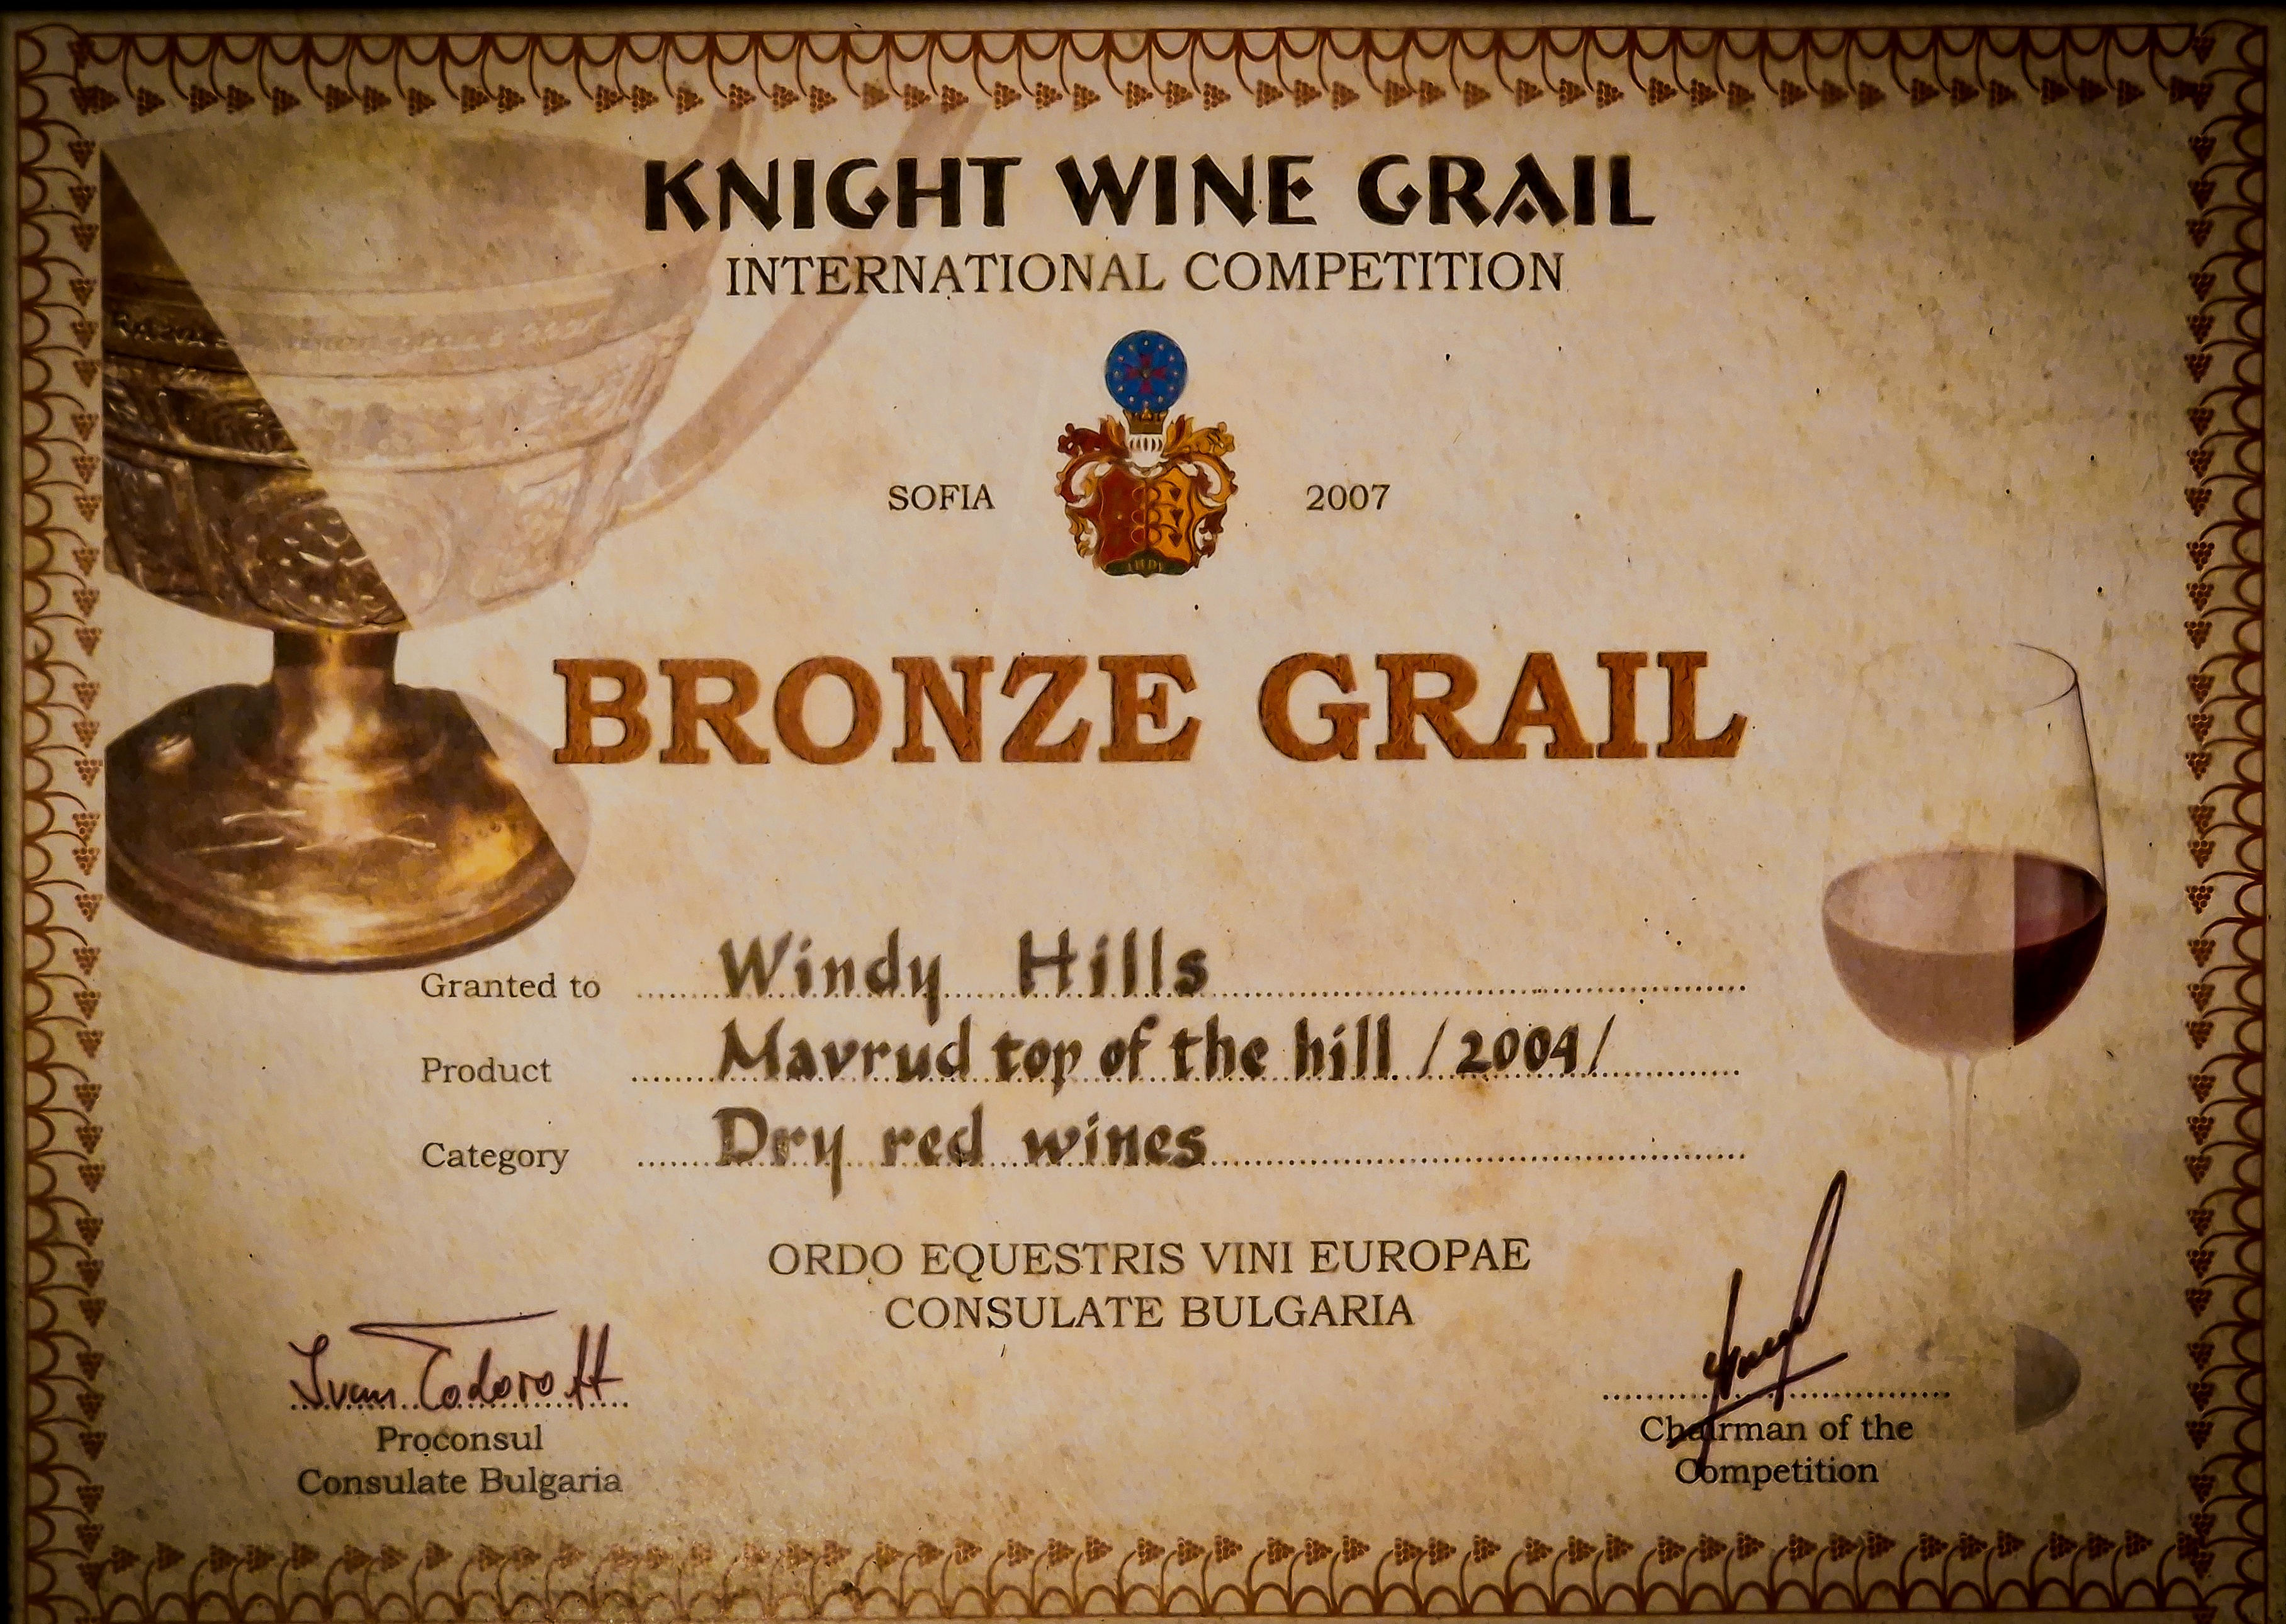 KNIGHT WINE GRAIL
INTERNATIONAL COMPETITION
SOFIA 2007
BRONZE GRAIL
Granted to Windy Hills
Product Mavrud top of the hill /2004/
Category Dry red wines
ORDO EQUESTRIS VINI EUROPAE
CONSULATE BULGARIA
Ivan Todoroff
Proconsul
Consulate Bulgaria
Chairman of the
Competition